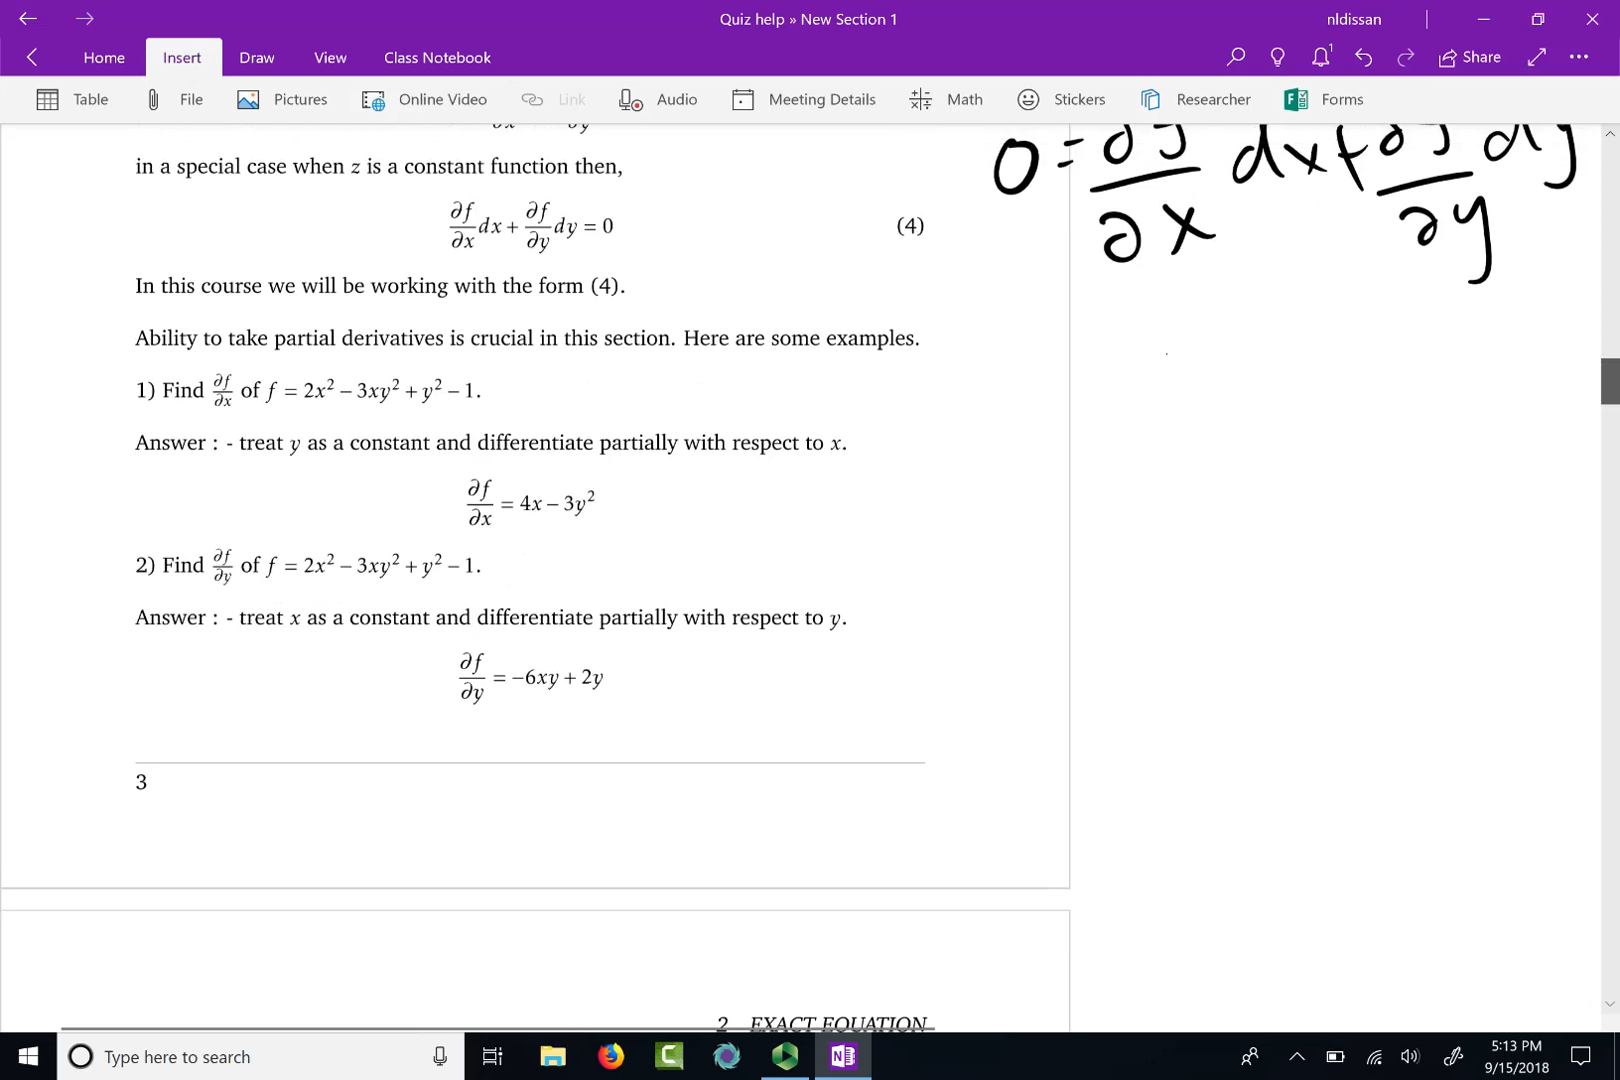 Quiz help » New Section 1
nldissan
Home Insert Draw View Class Notebook
1
Share
Table File Pictures Online Video Link Audio Meeting Details Math Stickers Researcher Forms
∂x ∂y
in a special case when z is a constant function then,
∂f/∂x dx + ∂f/∂y dy = 0 (4)
In this course we will be working with the form (4).
Ability to take partial derivatives is crucial in this section. Here are some examples.
1) Find ∂f/∂x of f = 2x² − 3xy² + y² − 1.
Answer : - treat y as a constant and differentiate partially with respect to x.
∂f/∂x = 4x − 3y²
2) Find ∂f/∂y of f = 2x² − 3xy² + y² − 1.
Answer : - treat x as a constant and differentiate partially with respect to y.
∂f/∂y = −6xy + 2y
3
2 EXACT EQUATION
0 = ∂f/∂x dx + ∂f/∂y dy
Type here to search
N
5:13 PM
9/15/2018